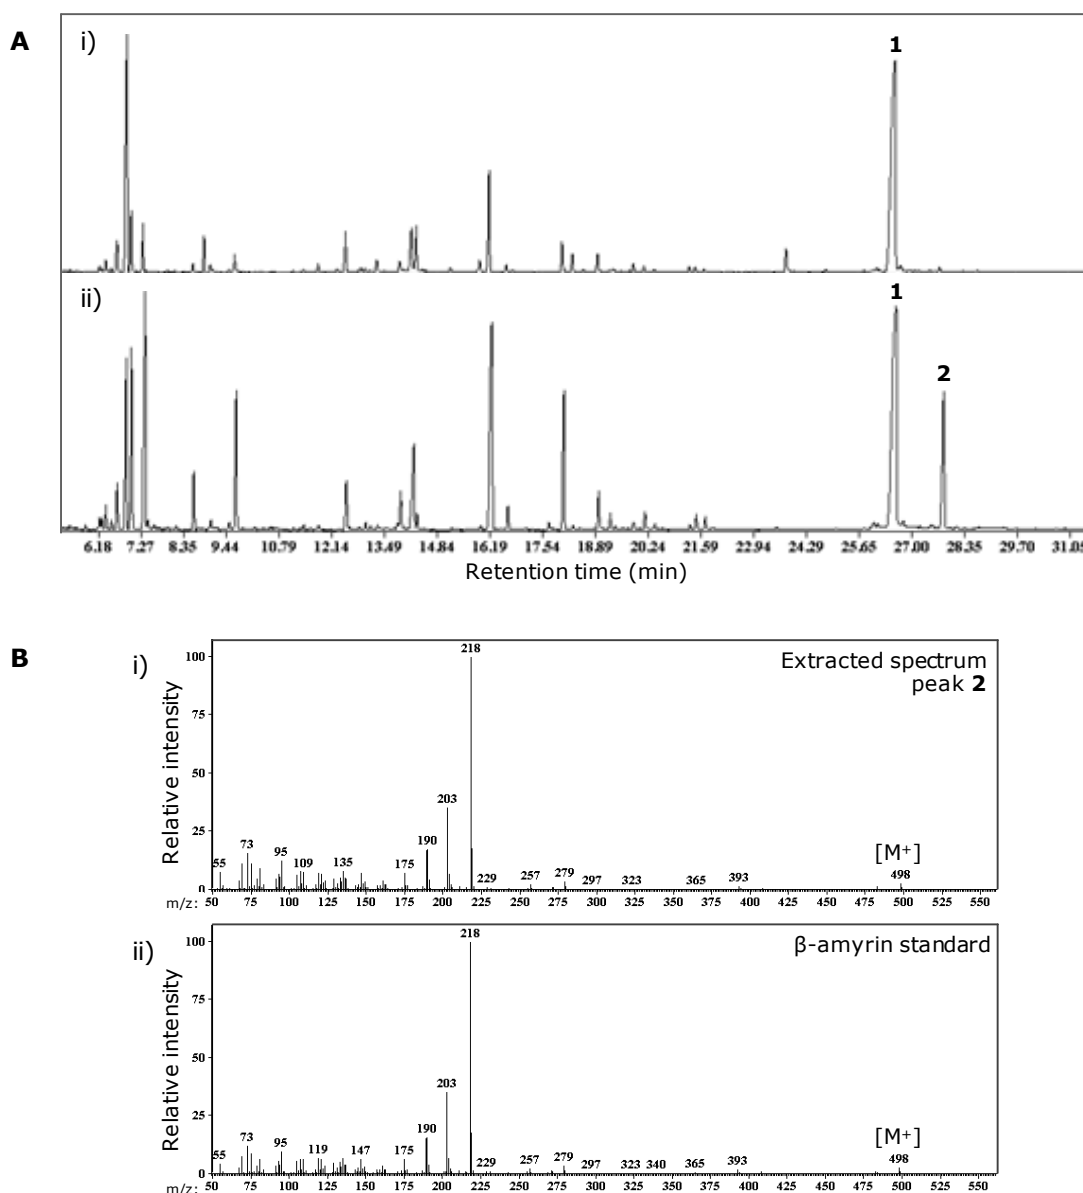 A
i)
1
ii)
1
2
6.18 7.27 8.35 9.44 10.79 12.14 13.49 14.84 16.19 17.54 18.89 20.24 21.59 22.94 24.29 25.65 27.00 28.35 29.70 31.05
Retention time (min)
B
i)
Extracted spectrum
peak 2
Relative intensity
100
75
50
25
0
218
203
190
73
95
55
109
135
175
229
257
279
297
323
365
393
[M⁺]
498
m/z: 50 75 100 125 150 175 200 225 250 275 300 325 350 375 400 425 450 475 500 525 550
ii)
β-amyrin standard
Relative intensity
100
75
50
25
0
218
203
190
73
95
55
119
147
175
229
257
279
297
323
340
365
393
[M⁺]
498
m/z: 50 75 100 125 150 175 200 225 250 275 300 325 350 375 400 425 450 475 500 525 550